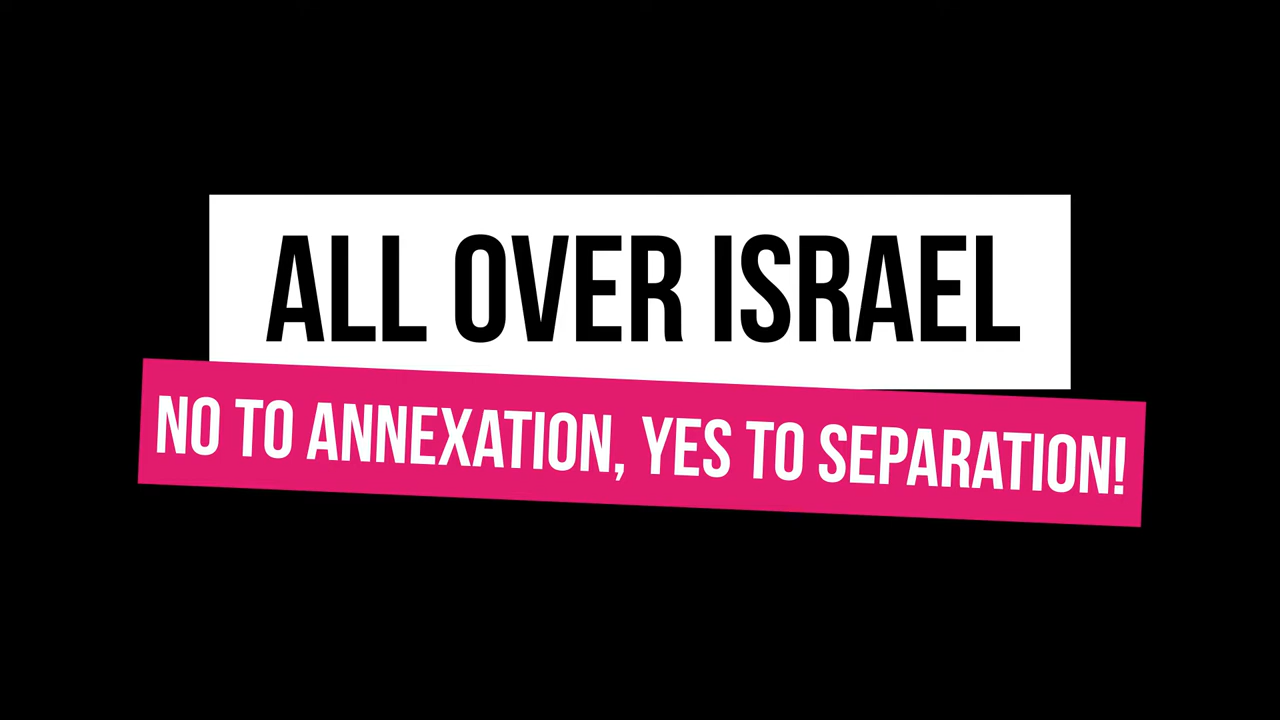 ALL OVER ISRAEL
NO TO ANNEXATION, YES TO SEPARATION!